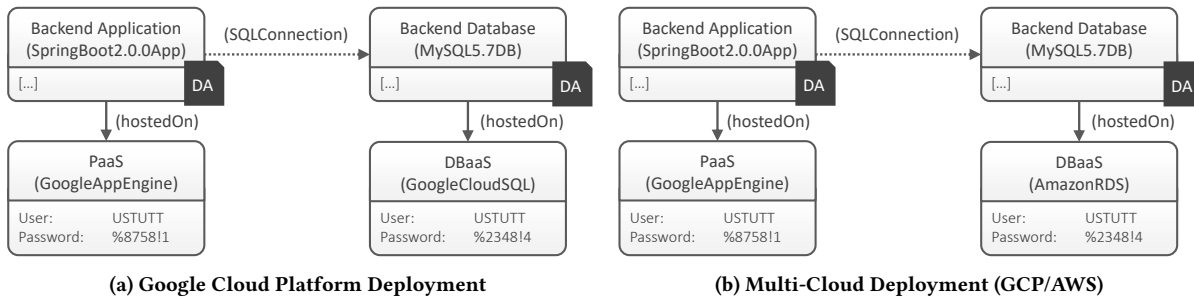 Backend Application
(SpringBoot2.0.0App)
[...]
DA
(SQLConnection)
Backend Database
(MySQL5.7DB)
[...]
DA
(hostedOn)
(hostedOn)
PaaS
(GoogleAppEngine)
User: USTUTT
Password: %8758!1
DBaaS
(GoogleCloudSQL)
User: USTUTT
Password: %2348!4
(a) Google Cloud Platform Deployment
Backend Application
(SpringBoot2.0.0App)
[...]
DA
(SQLConnection)
Backend Database
(MySQL5.7DB)
[...]
DA
(hostedOn)
(hostedOn)
PaaS
(GoogleAppEngine)
User: USTUTT
Password: %8758!1
DBaaS
(AmazonRDS)
User: USTUTT
Password: %2348!4
(b) Multi-Cloud Deployment (GCP/AWS)